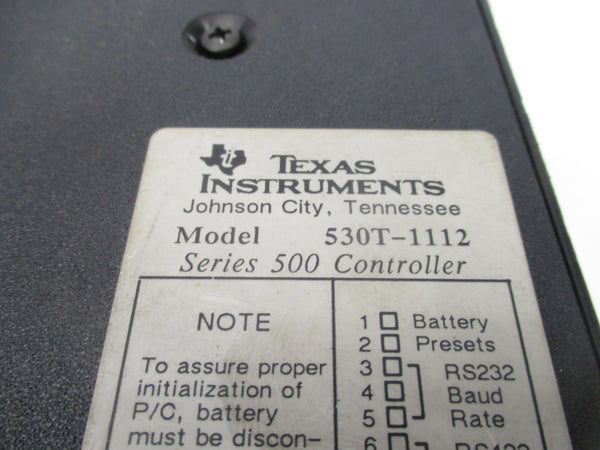 TEXAS
INSTRUMENTS
Johnson City, Tennessee
Model 530T-1112
Series 500 Controller
NOTE
To assure proper
initialization of
P/C, battery
must be discon-
1 Battery
2 Presets
3 RS232
4 Baud
5 Rate
6